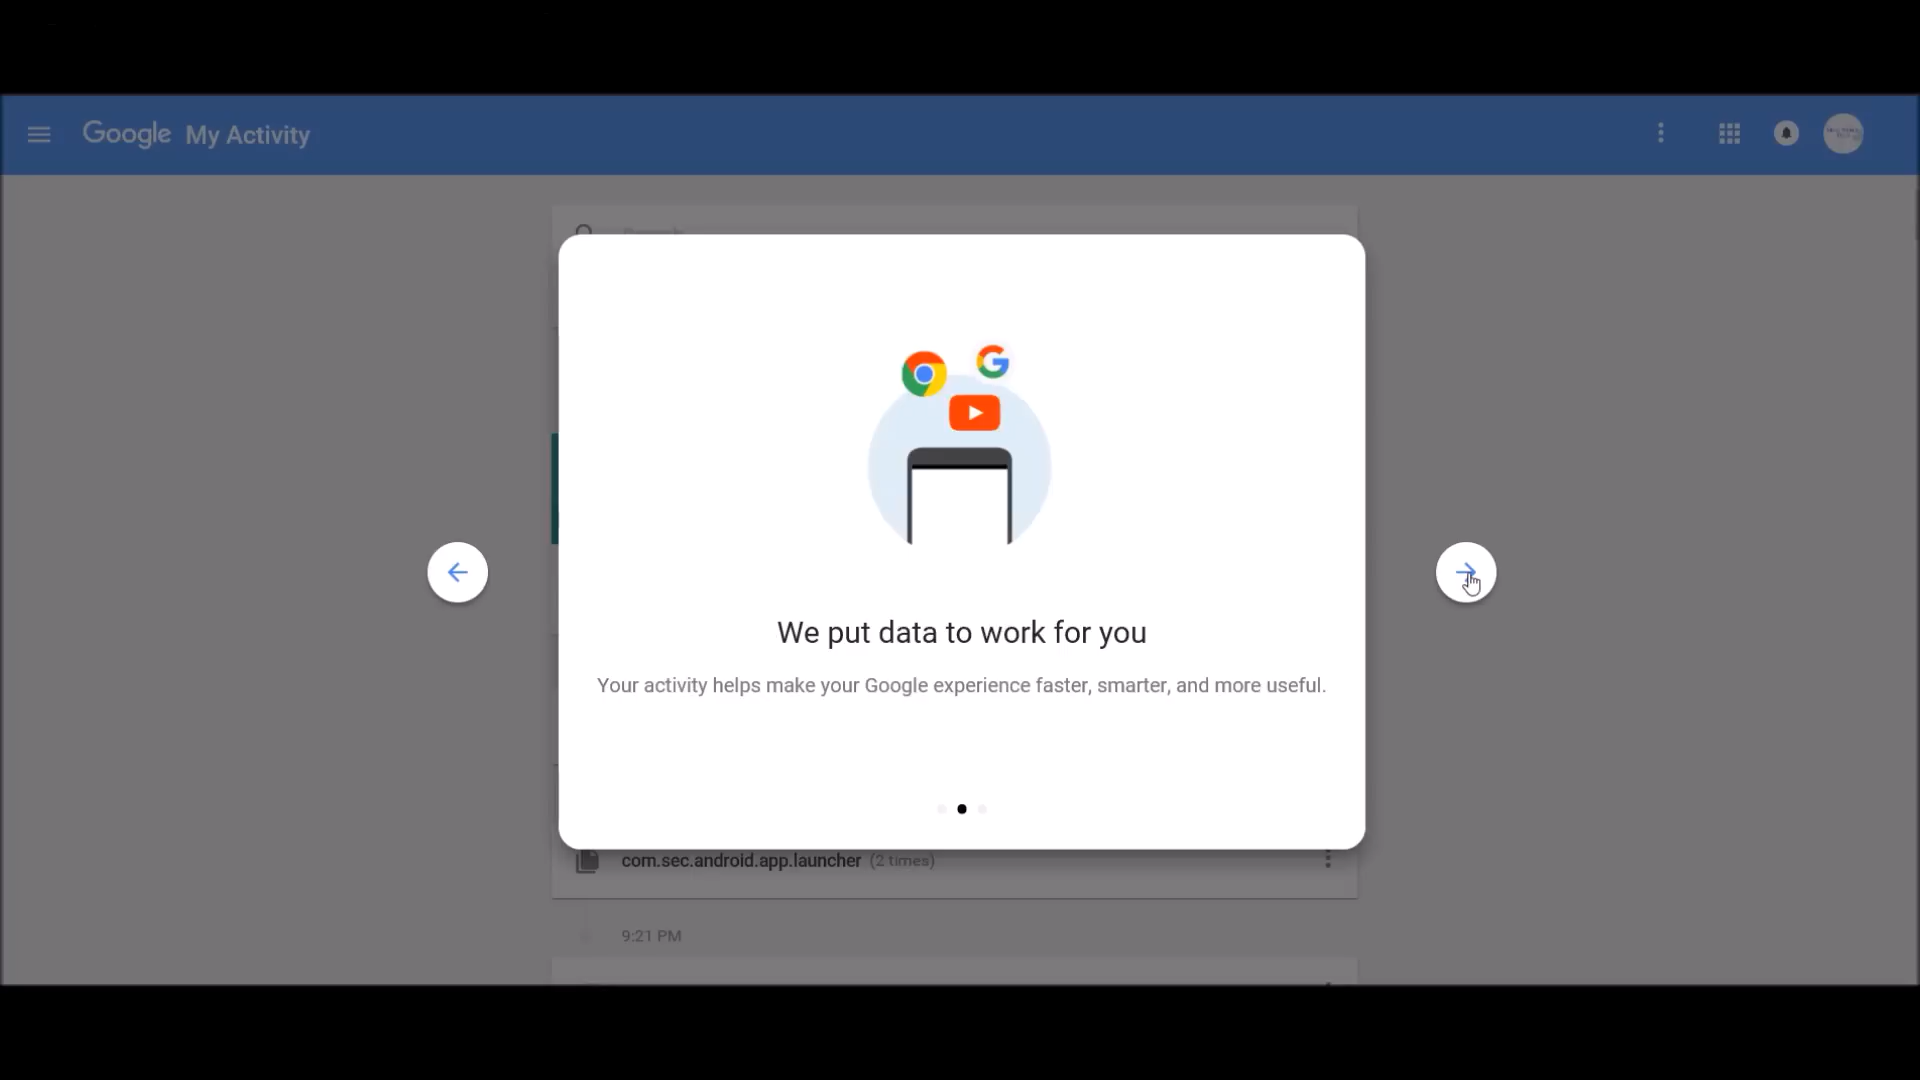 Google My Activity
We put data to work for you
Your activity helps make your Google experience faster, smarter, and more useful.
com.sec.android.app.launcher (2 times)
9:21 PM